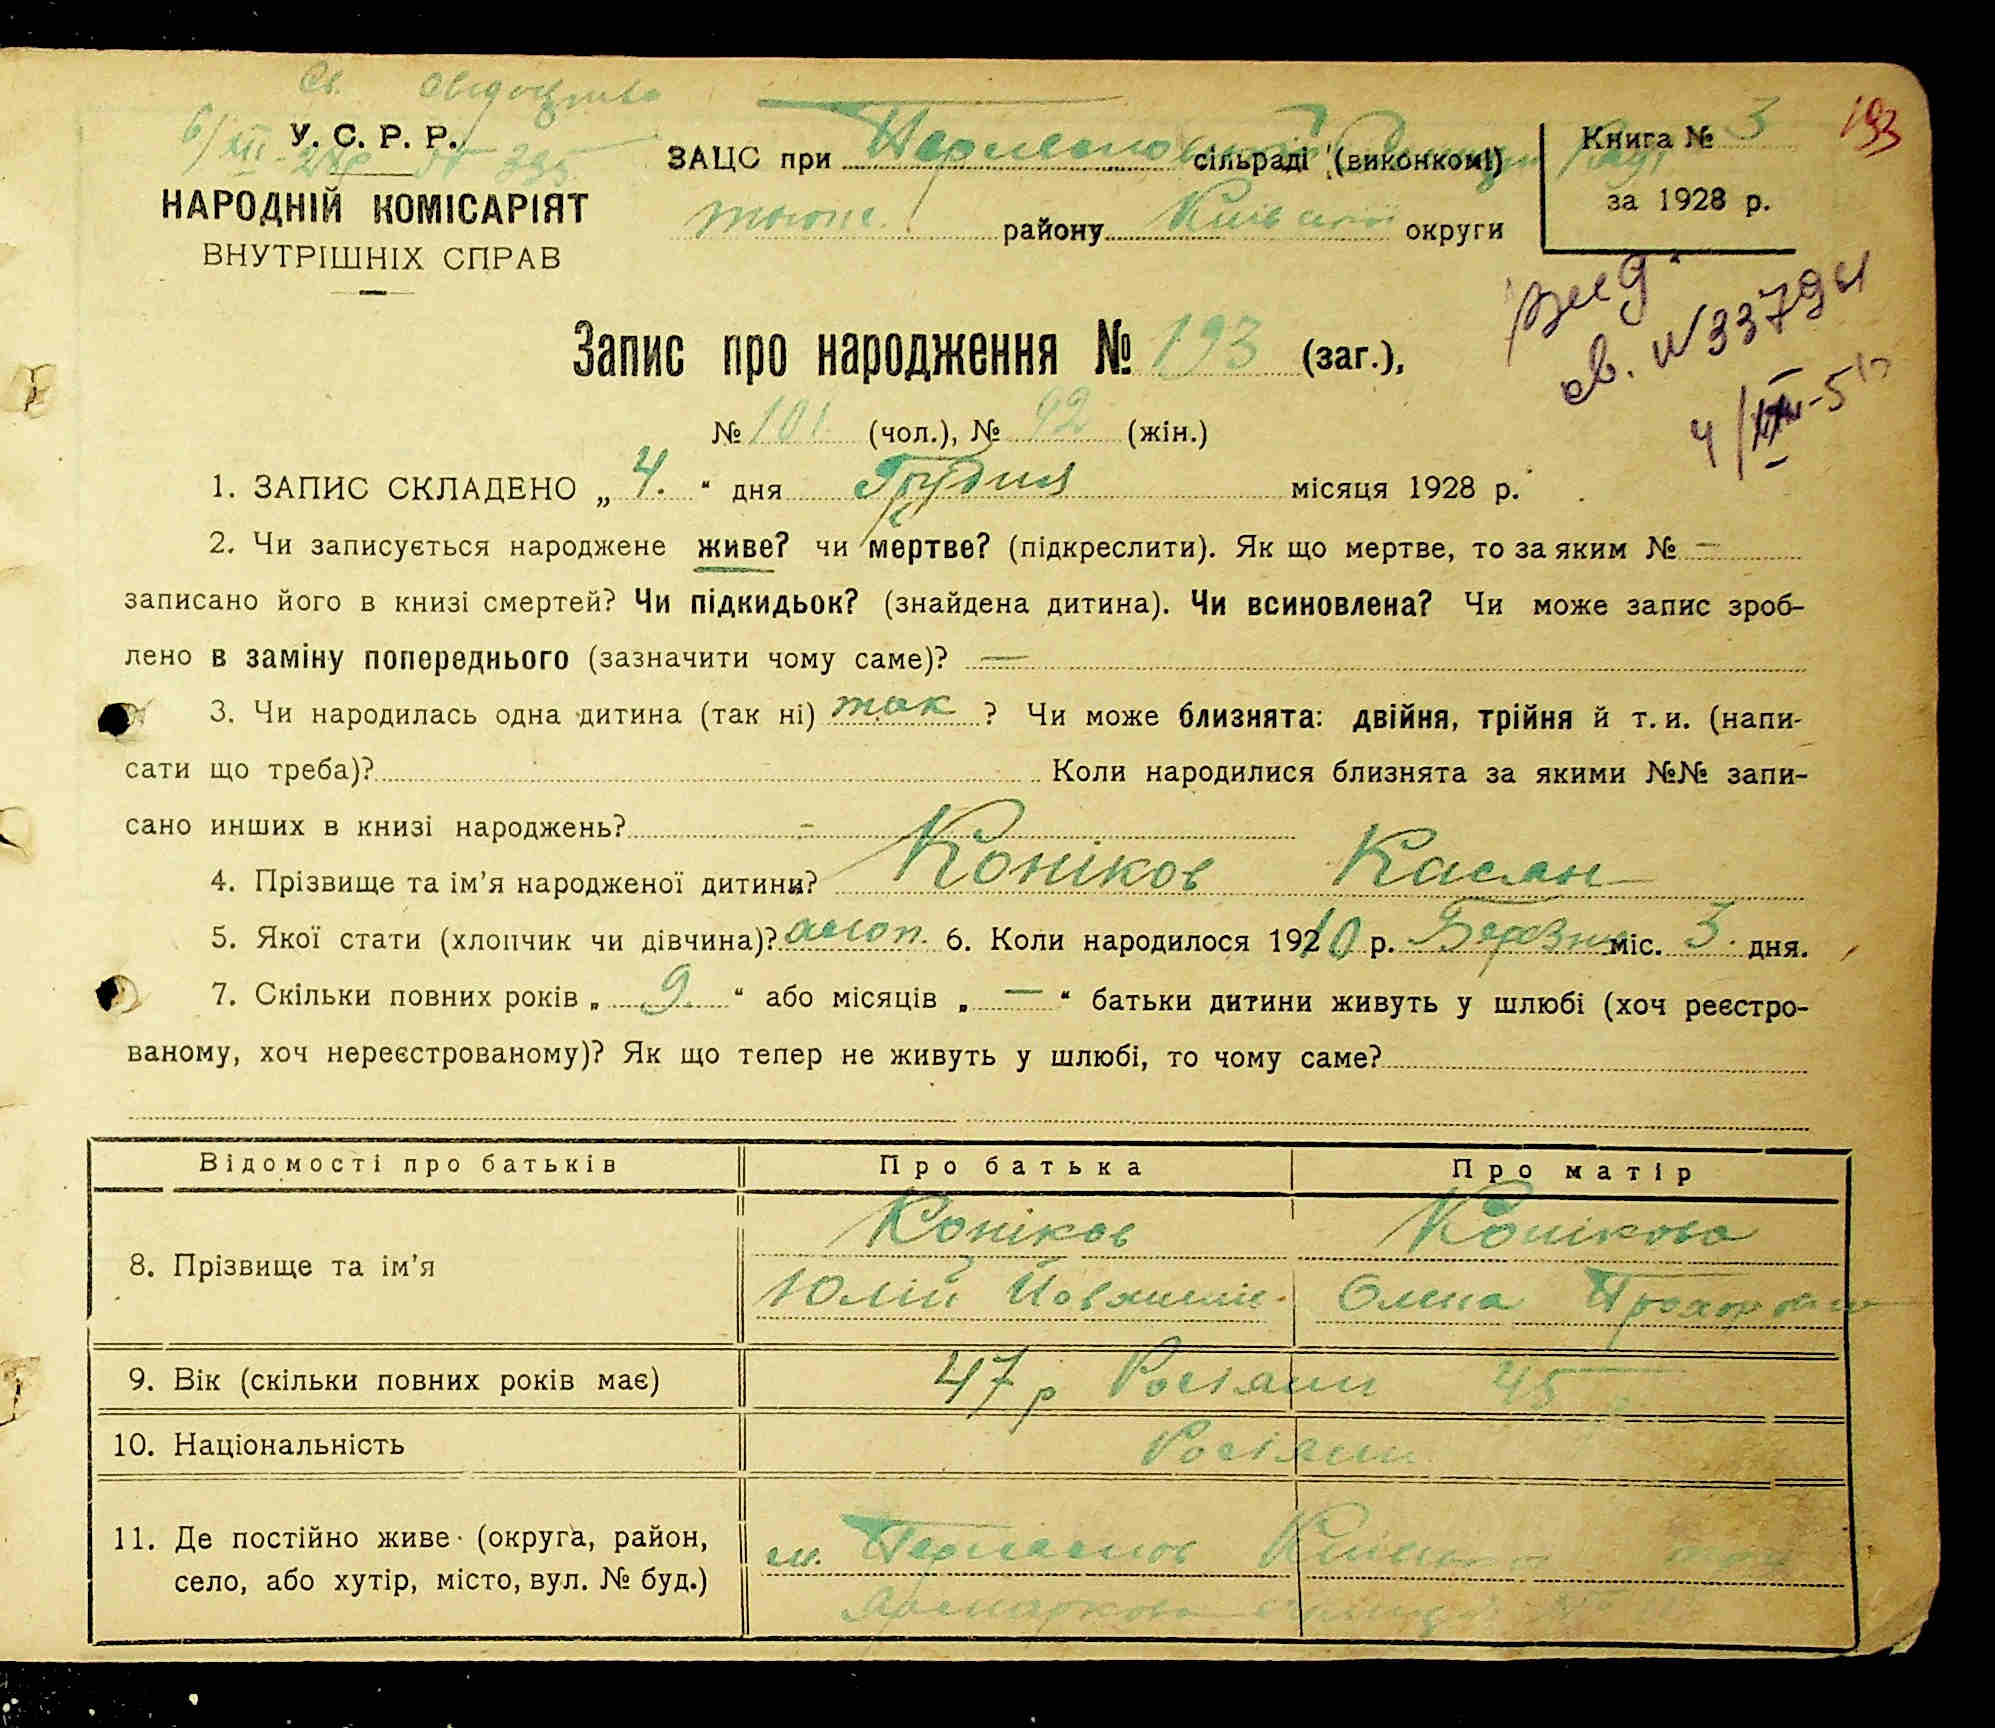 Св.
6/XII-28р № 335
У. С. Р. Р.
НАРОДНІЙ КОМІСАРІЯТ
ВНУТРІШНІХ СПРАВ
ЗАЦС при сільраді (виконкомі)
району Київської округи
Книга № 3
за 1928 р.
193
св. №33794
Запис про народження № 193 (заг.),
№ 101 (чол.), № 92 (жін.)
1. ЗАПИС СКЛАДЕНО „ 4. “ дня Грудня місяця 1928 р.
2. Чи записується народжене живе? чи мертве? (підкреслити). Як що мертве, то за яким № —
записано його в книзі смертей? Чи підкидьок? (знайдена дитина). Чи всиновлена? Чи може запис зроб-
лено в заміну попереднього (зазначити чому саме)? —
3. Чи народилась одна дитина (так ні) так ? Чи може близнята: двійня, трійня й т. и. (напи-
сати що треба)? Коли народилися близнята за якими №№ запи-
сано инших в книзі народжень? -
4. Прізвище та ім'я народженої дитини? Коніков Касян
5. Якої стати (хлопчик чи дівчина)? 6. Коли народилося 1910 р. Березня міс. 3 дня.
7. Скільки повних років „ 9. “ або місяців „ — “ батьки дитини живуть у шлюбі (хоч реєстро-
ваному, хоч нереєстрованому)? Як що тепер не живуть у шлюбі, то чому саме?
Відомості про батьків Про батька Про матір
8. Прізвище та ім'я Коніков Конікова
Юлій Олена
9. Вік (скільки повних років має) 47 р Росіяни 45
10. Національність Росіяни
11. Де постійно живе (округа, район,
село, або хутір, місто, вул. № буд.)